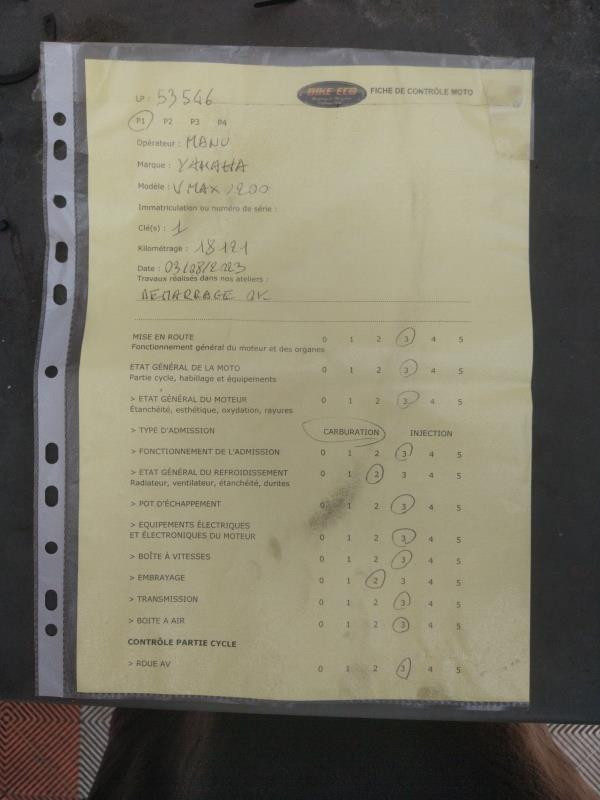 LP : 53546
BIKE ECO
FICHE DE CONTRÔLE MOTO
P1 P2 P3 P4
Opérateur : MANU
Marque : YAMAHA
Modèle : VMAX 1200
Immatriculation ou numéro de série :
Clé(s) : 1
Kilométrage : 18121
Date : 03/08/2023
Travaux réalisés dans nos ateliers :
DEMARRAGE OK
MISE EN ROUTE 0 1 2 3 4 5
Fonctionnement général du moteur et des organes
ETAT GÉNÉRAL DE LA MOTO 0 1 2 3 4 5
Partie cycle, habillage et équipements
> ETAT GÉNÉRAL DU MOTEUR 0 1 2 3 4 5
Étanchéité, esthétique, oxydation, rayures
> TYPE D'ADMISSION CARBURATION INJECTION
> FONCTIONNEMENT DE L'ADMISSION 0 1 2 3 4 5
> ETAT GÉNÉRAL DU REFROIDISSEMENT 0 1 2 3 4 5
Radiateur, ventilateur, étanchéité, durites
> POT D'ÉCHAPPEMENT 0 1 2 3 4 5
> EQUIPEMENTS ÉLECTRIQUES
ET ÉLECTRONIQUES DU MOTEUR 0 1 2 3 4 5
> BOÎTE À VITESSES 0 1 2 3 4 5
> EMBRAYAGE 0 1 2 3 4 5
> TRANSMISSION 0 1 2 3 4 5
> BOITE A AIR 0 1 2 3 4 5
CONTRÔLE PARTIE CYCLE
> ROUE AV 0 1 2 3 4 5